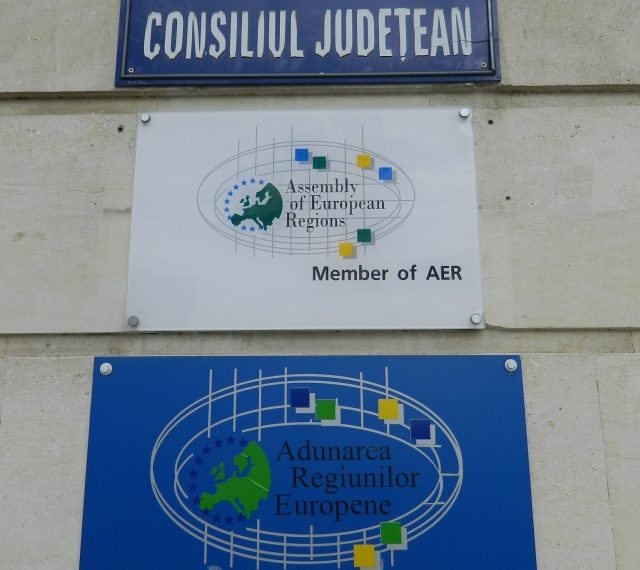 CONSILIUL JUDEȚEAN
Assembly
of European
Regions
Member of AER
Adunarea
Regiunilor
Europene